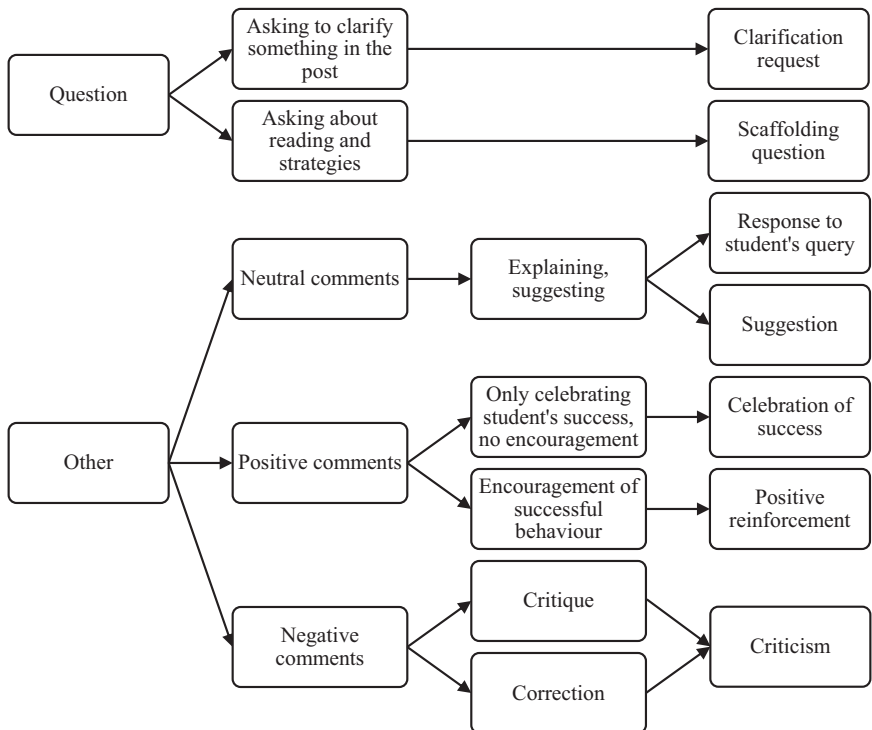 Question
Asking to clarify
something in the
post
Clarification
request
Asking about
reading and
strategies
Scaffolding
question
Other
Neutral comments
Explaining,
suggesting
Response to
student's query
Suggestion
Positive comments
Only celebrating
student's success,
no encouragement
Celebration of
success
Encouragement of
successful
behaviour
Positive
reinforcement
Negative
comments
Critique
Correction
Criticism